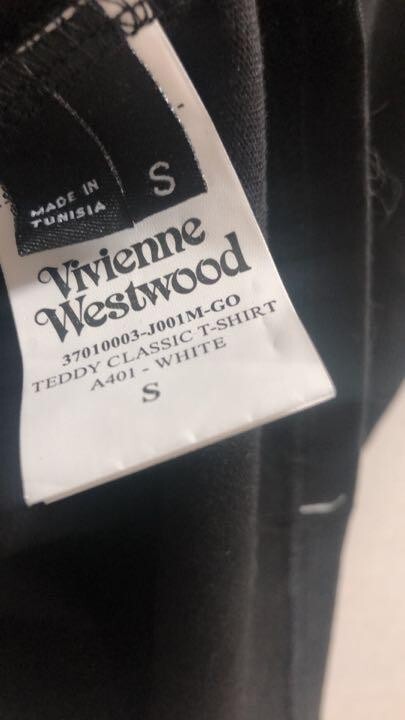 MADE IN
TUNISIA
S
Vivienne
Westwood
37010003-J001M-GO
TEDDY CLASSIC T-SHIRT
A401 - WHITE
S